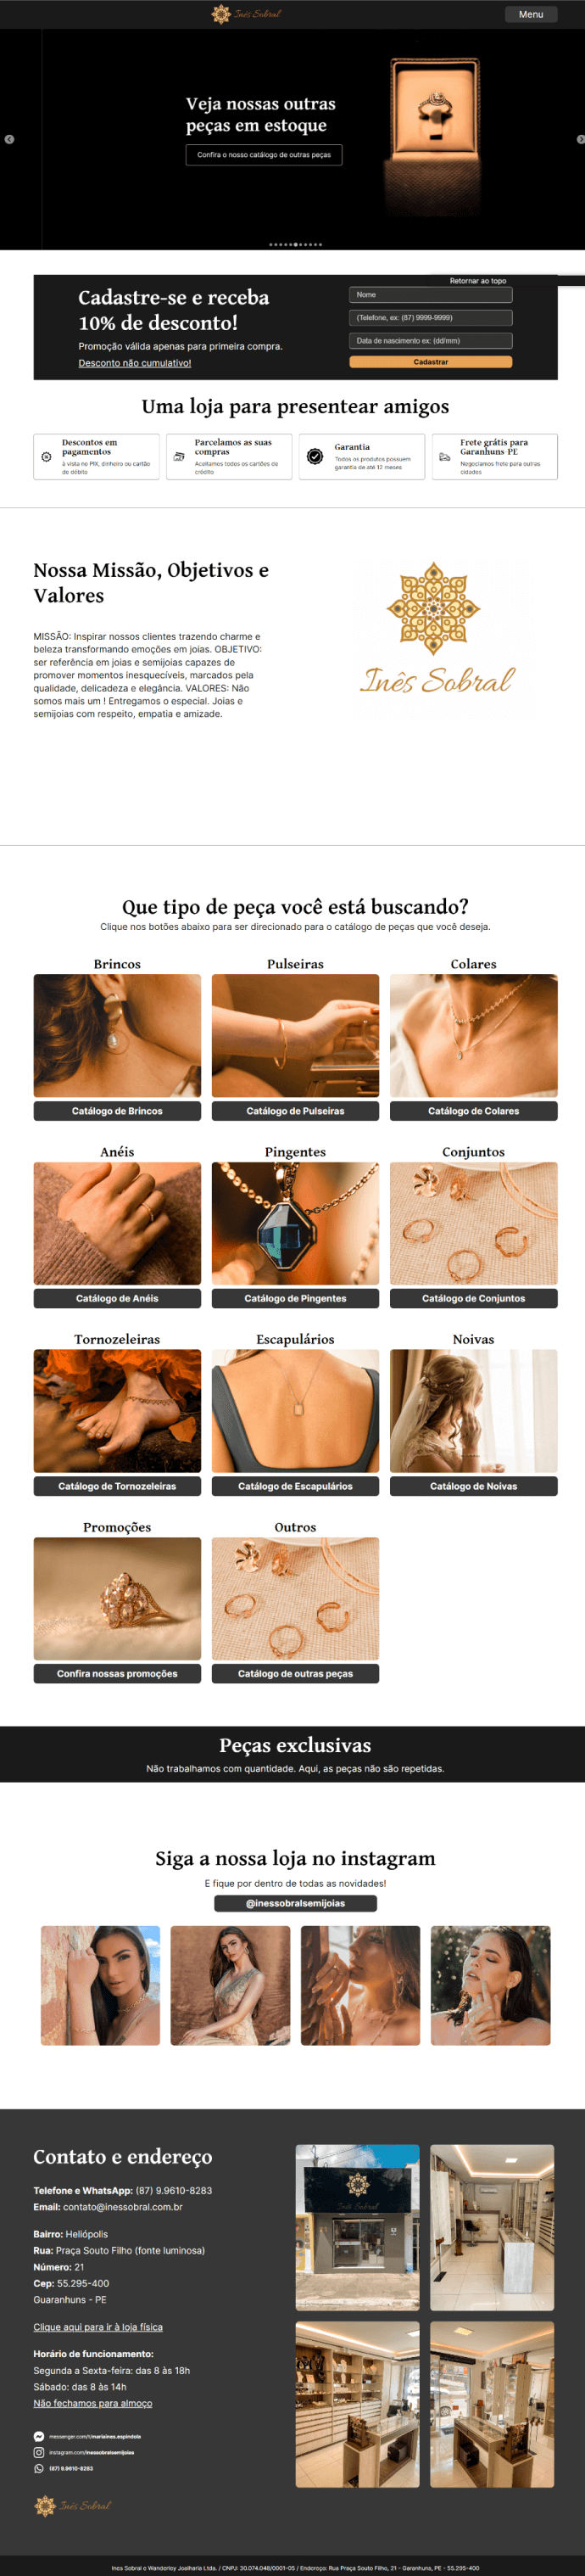 Inês Sobral
Menu
Veja nossas outras
peças em estoque
Confira o nosso catálogo de outras peças
Retornar ao topo
Cadastre-se e receba
10% de desconto!
Promoção válida apenas para primeira compra.
Desconto não cumulativo!
Nome
(Telefone, ex: (87) 9999-9999)
Data de nascimento ex: (dd/mm)
Cadastrar
Uma loja para presentear amigos
Descontos em
pagamentos
à vista no PIX, dinheiro ou cartão
de débito
Parcelamos as suas
compras
Aceitamos todos os cartões de
crédito
Garantia
Todos os produtos possuem
garantia de até 12 meses
Frete grátis para
Garanhuns-PE
Negociamos frete para outras
cidades
Nossa Missão, Objetivos e
Valores
MISSÃO: Inspirar nossos clientes trazendo charme e
beleza transformando emoções em joias. OBJETIVO:
ser referência em joias e semijoias capazes de
promover momentos inesquecíveis, marcados pela
qualidade, delicadeza e elegância. VALORES: Não
somos mais um ! Entregamos o especial. Joias e
semijoias com respeito, empatia e amizade.
Inês Sobral
Que tipo de peça você está buscando?
Clique nos botões abaixo para ser direcionado para o catálogo de peças que você deseja.
Brincos
Pulseiras
Colares
Catálogo de Brincos
Catálogo de Pulseiras
Catálogo de Colares
Anéis
Pingentes
Conjuntos
Catálogo de Anéis
Catálogo de Pingentes
Catálogo de Conjuntos
Tornozeleiras
Escapulários
Noivas
Catálogo de Tornozeleiras
Catálogo de Escapulários
Catálogo de Noivas
Promoções
Outros
Confira nossas promoções
Catálogo de outras peças
Peças exclusivas
Não trabalhamos com quantidade. Aqui, as peças não são repetidas.
Siga a nossa loja no instagram
E fique por dentro de todas as novidades!
@inessobralsemijoias
Contato e endereço
Telefone e WhatsApp: (87) 9.9610-8283
Email: contato@inessobral.com.br
Bairro: Heliópolis
Rua: Praça Souto Filho (fonte luminosa)
Número: 21
Cep: 55.295-400
Guaranhuns - PE
Clique aqui para ir à loja física
Horário de funcionamento:
Segunda a Sexta-feira: das 8 às 18h
Sábado: das 8 às 14h
Não fechamos para almoço
messenger.com/t/mariaines.espindola
instagram.com/inessobralsemijoias
(87) 9.9610-8283
Inês Sobral
Inês Sobral
Ines Sobral e Wanderley Joalharia Ltda. / CNPJ: 30.074.048/0001-05 / Endereço: Rua Praça Souto Filho, 21 - Garanhuns, PE - 55.295-400